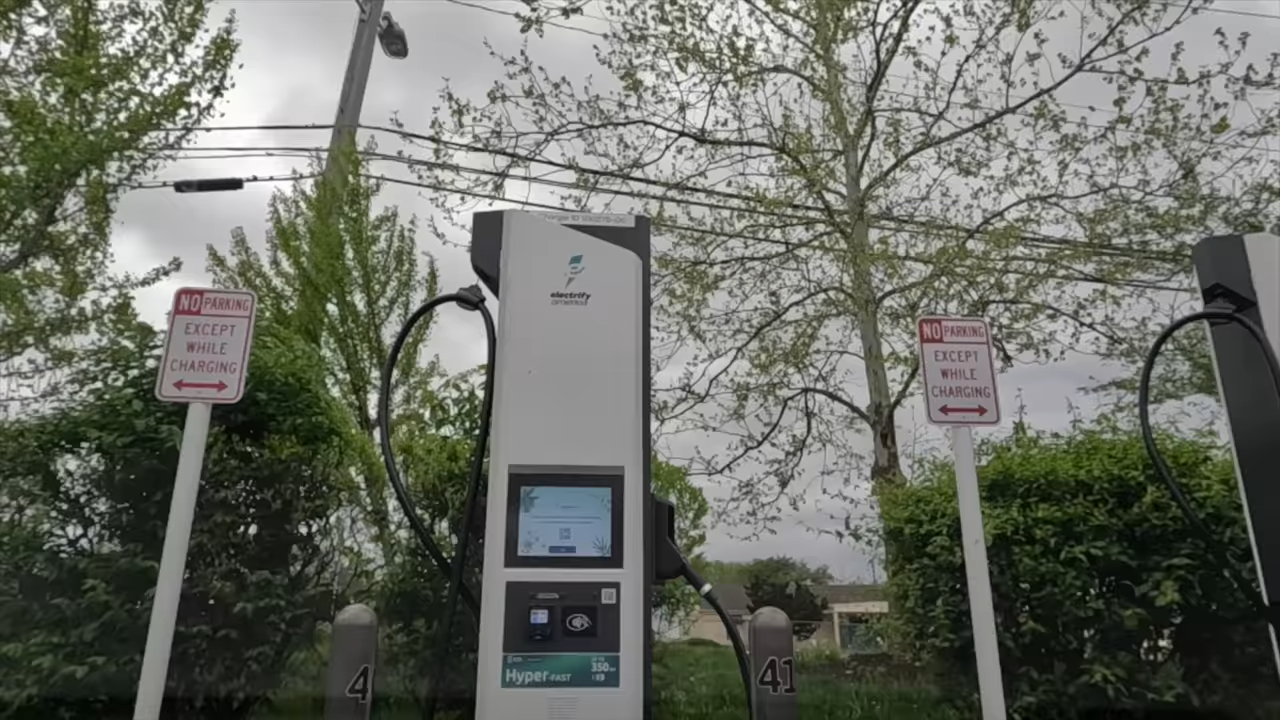 NO PARKING
EXCEPT
WHILE
CHARGING
electrify
america
NO PARKING
EXCEPT
WHILE
CHARGING
Hyper-FAST
350
4
41